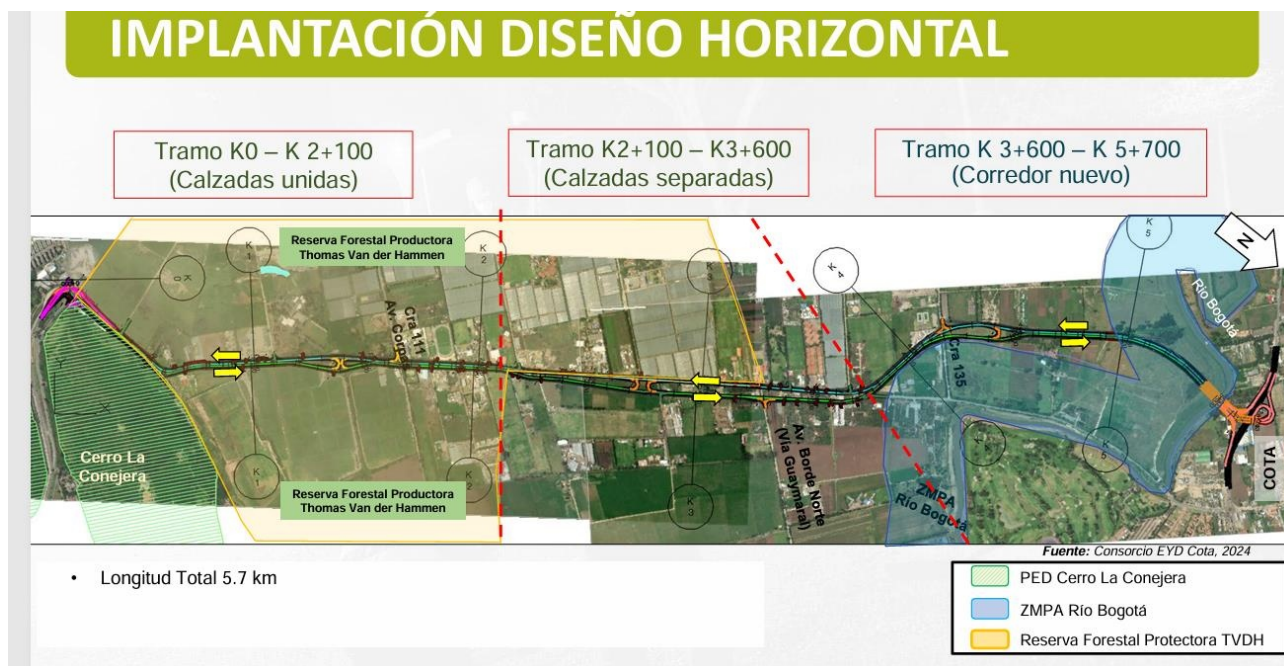 IMPLANTACIÓN DISEÑO HORIZONTAL
Tramo K0 – K 2+100
(Calzadas unidas)
Tramo K2+100 – K3+600
(Calzadas separadas)
Tramo K 3+600 – K 5+700
(Corredor nuevo)
Reserva Forestal Productora
Thomas Van der Hammen
K 0
K 1
K 2
K 4
K 5
N
Río Bogotá
Cra 111
Av. Corpas
Cra 135
Av. Borde Norte
(Vía Guaymaral)
Cerro La
Conejera
K 1
K 2
K 3
K 5
Reserva Forestal Productora
Thomas Van der Hammen
ZMPA
Río Bogotá
COTA
Fuente: Consorcio EYD Cota, 2024
• Longitud Total 5.7 km
PED Cerro La Conejera
ZMPA Río Bogotá
Reserva Forestal Protectora TVDH